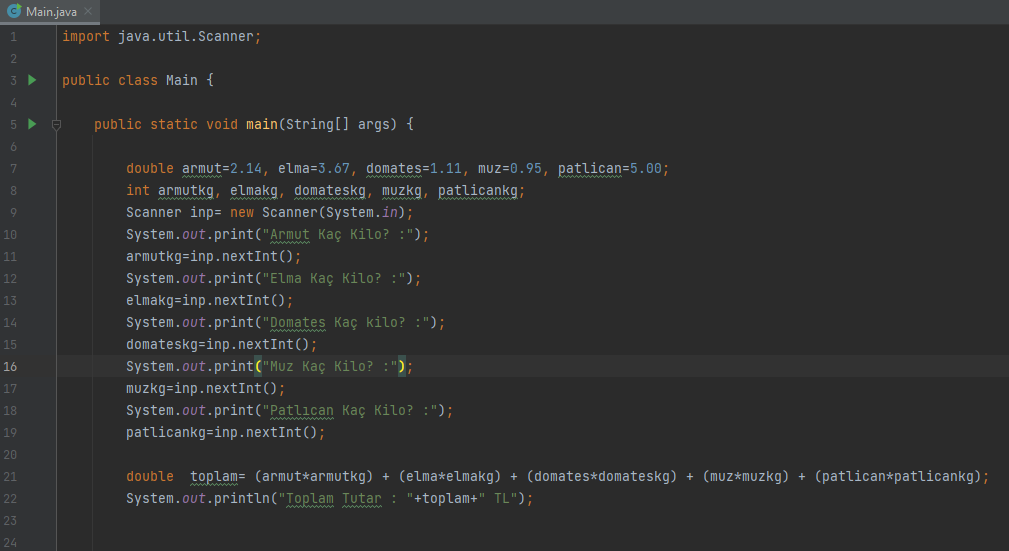 Main.java
1 import java.util.Scanner;
2
3 public class Main {
4
5 public static void main(String[] args) {
6
7 double armut=2.14, elma=3.67, domates=1.11, muz=0.95, patlican=5.00;
8 int armutkg, elmakg, domateskg, muzkg, patlicankg;
9 Scanner inp= new Scanner(System.in);
10 System.out.print("Armut Kaç Kilo? :");
11 armutkg=inp.nextInt();
12 System.out.print("Elma Kaç Kilo? :");
13 elmakg=inp.nextInt();
14 System.out.print("Domates Kaç kilo? :");
15 domateskg=inp.nextInt();
16 System.out.print("Muz Kaç Kilo? :");
17 muzkg=inp.nextInt();
18 System.out.print("Patlıcan Kaç Kilo? :");
19 patlicankg=inp.nextInt();
20
21 double  toplam= (armut*armutkg) + (elma*elmakg) + (domates*domateskg) + (muz*muzkg) + (patlican*patlicankg);
22 System.out.println("Toplam Tutar : "+toplam+" TL");
23
24